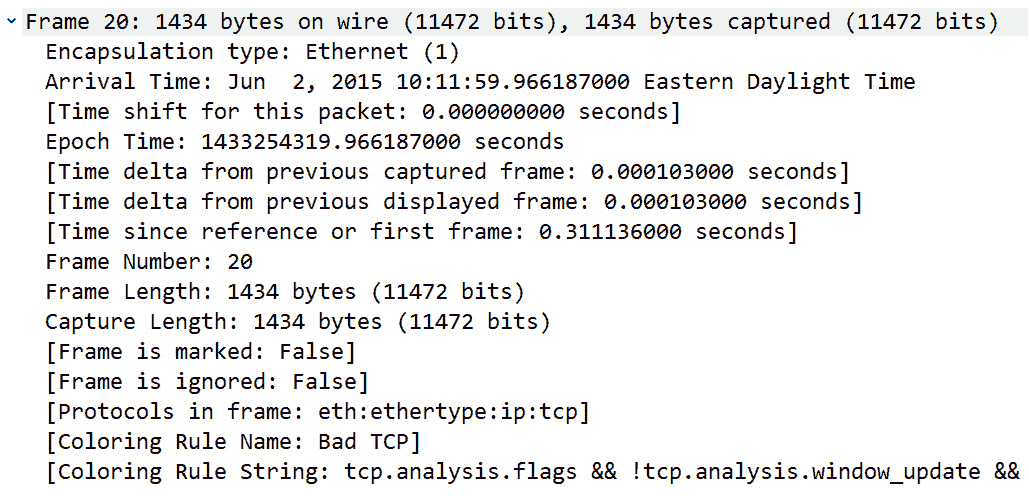 Frame 20: 1434 bytes on wire (11472 bits), 1434 bytes captured (11472 bits)
Encapsulation type: Ethernet (1)
Arrival Time: Jun  2, 2015 10:11:59.966187000 Eastern Daylight Time
[Time shift for this packet: 0.000000000 seconds]
Epoch Time: 1433254319.966187000 seconds
[Time delta from previous captured frame: 0.000103000 seconds]
[Time delta from previous displayed frame: 0.000103000 seconds]
[Time since reference or first frame: 0.311136000 seconds]
Frame Number: 20
Frame Length: 1434 bytes (11472 bits)
Capture Length: 1434 bytes (11472 bits)
[Frame is marked: False]
[Frame is ignored: False]
[Protocols in frame: eth:ethertype:ip:tcp]
[Coloring Rule Name: Bad TCP]
[Coloring Rule String: tcp.analysis.flags && !tcp.analysis.window_update &&